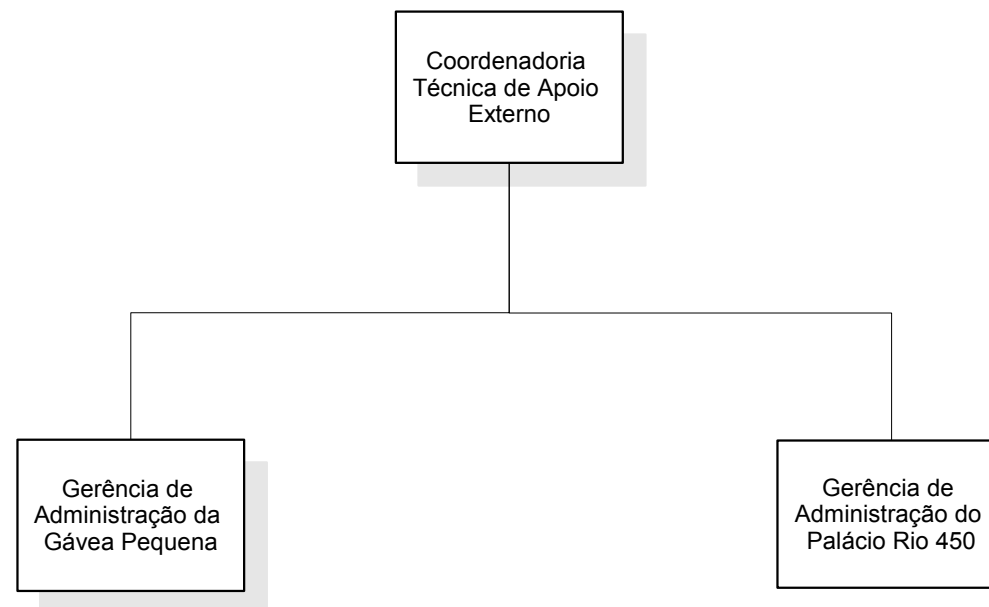 Coordenadoria
Técnica de Apoio
Externo
Gerência de
Administração da
Gávea Pequena
Gerência de
Administração do
Palácio Rio 450